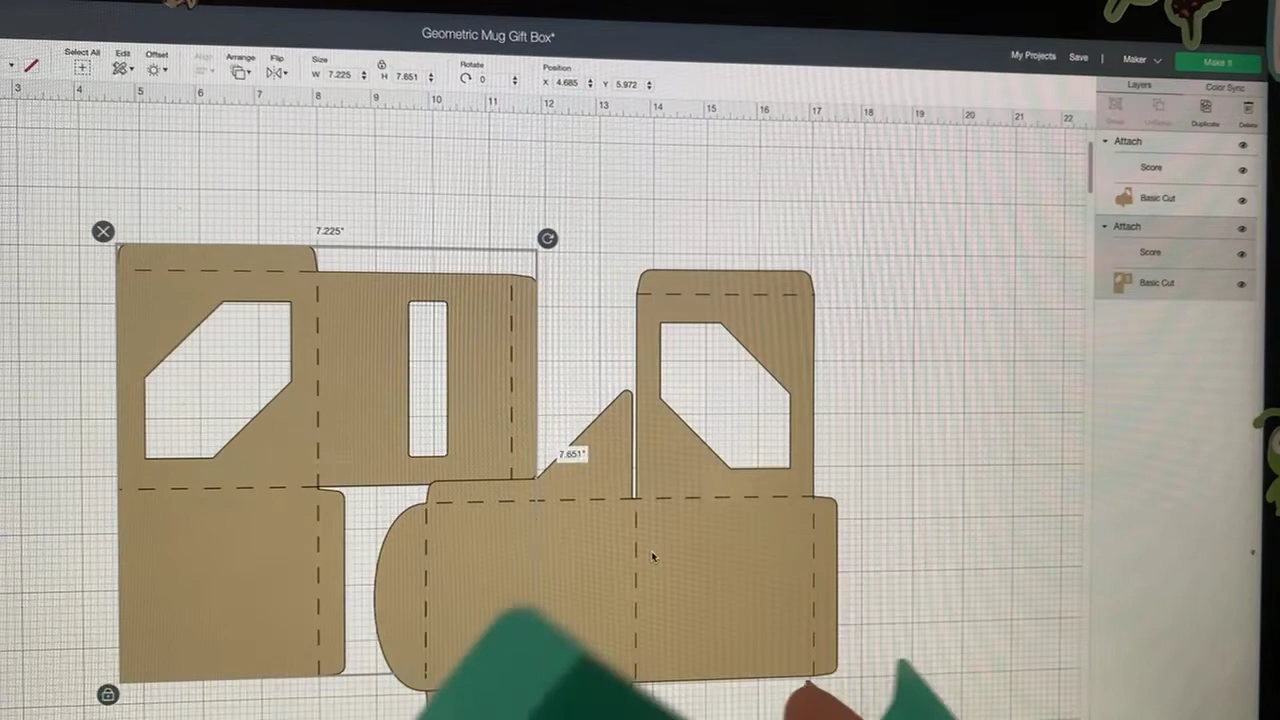 Geometric Mug Gift Box*
My Projects Save | Maker Make It
Select All Edit Offset Align Arrange Flip Size Rotate Position
W 7.225 H 7.651 0 X 4.685 Y 5.972
Layers Color Sync
Duplicate Delete
3 4 5 6 7 8 9 10 11 12 13 14 15 16 17 18 19 20 21 22
Attach
Score
Basic Cut
Attach
Score
Basic Cut
7.225"
7.651"